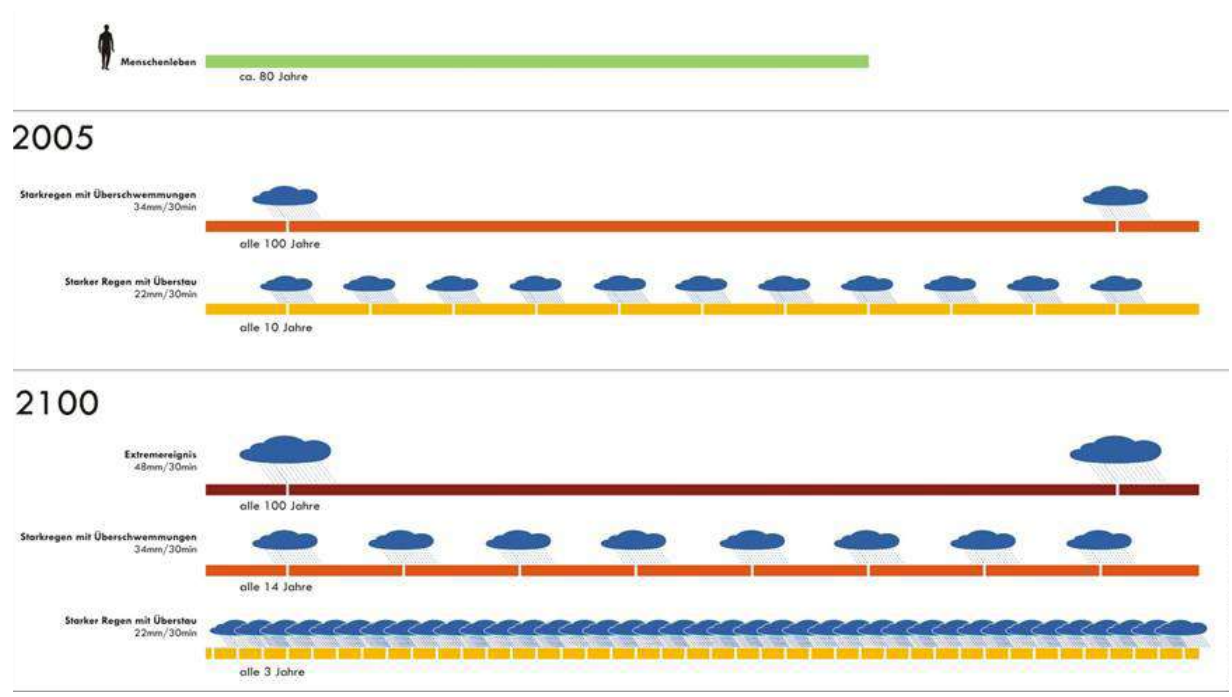 Menschenleben
ca. 80 Jahre
2005
Starkregen mit Überschwemmungen
34mm/30min
alle 100 Jahre
Starker Regen mit Überstau
22mm/30min
alle 10 Jahre
2100
Extremereignis
48mm/30min
alle 100 Jahre
Starkregen mit Überschwemmungen
34mm/30min
alle 14 Jahre
Starker Regen mit Überstau
22mm/30min
alle 3 Jahre